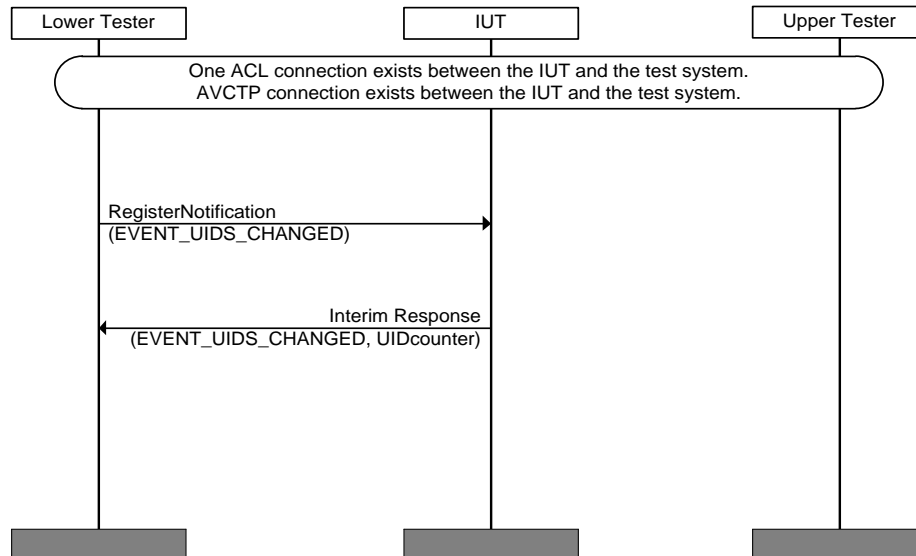 Lower Tester
IUT
Upper Tester
One ACL connection exists between the IUT and the test system.
AVCTP connection exists between the IUT and the test system.
RegisterNotification
(EVENT_UIDS_CHANGED)
Interim Response
(EVENT_UIDS_CHANGED, UIDcounter)